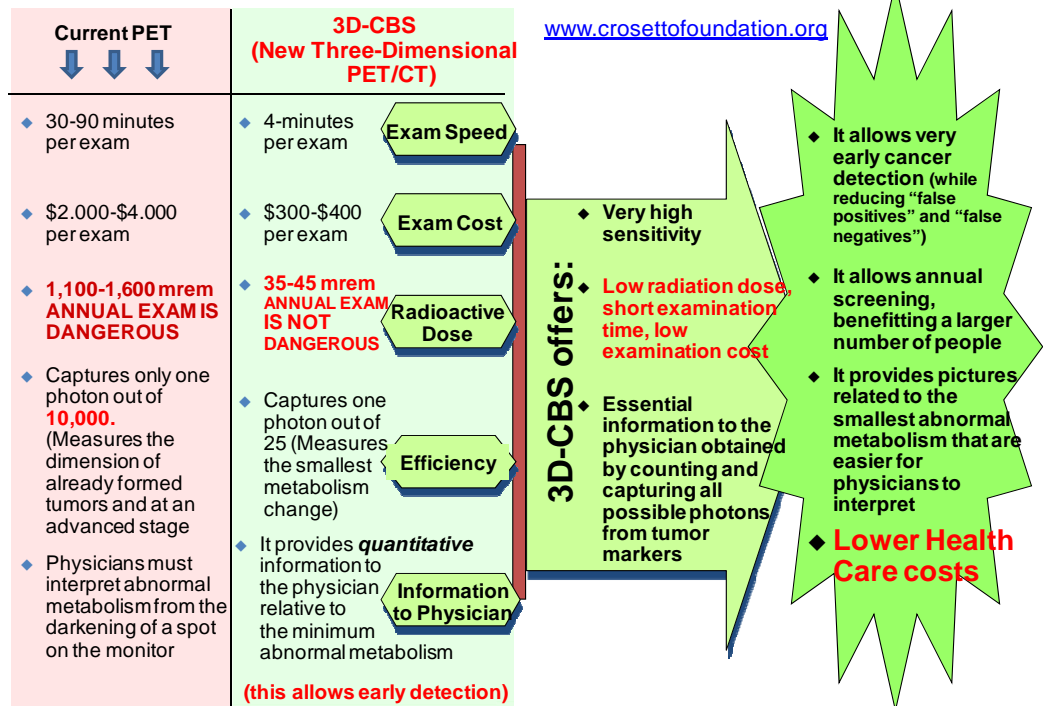 Current PET
30-90 minutes
per exam
$2.000-$4.000
per exam
1,100-1,600 mrem
ANNUAL EXAM IS
DANGEROUS
Captures only one
photon out of
10,000.
(Measures the
dimension of
already formed
tumors and at an
advanced stage
Physicians must
interpret abnormal
metabolism from the
darkening of a spot
on the monitor
3D-CBS
(New Three-Dimensional
PET/CT)
4-minutes
per exam
$300-$400
per exam
35-45 mrem
ANNUAL EXAM
IS NOT
DANGEROUS
Captures one
photon out of
25 (Measures
the smallest
metabolism
change)
It provides quantitative
information to
the physician
relative to
the minimum
abnormal metabolism
(this allows early detection)
Exam Speed
Exam Cost
Radioactive
Dose
Efficiency
Information
to Physician
www.crosettofoundation.org
3D-CBS offers:
Very high
sensitivity
Low radiation dose,
short examination
time, low
examination cost
Essential
information to the
physician obtained
by counting and
capturing all
possible photons
from tumor
markers
It allows very
early cancer
detection (while
reducing “false
positives” and “false
negatives”)
It allows annual
screening,
benefitting a larger
number of people
It provides pictures
related to the
smallest abnormal
metabolism that are
easier for
physicians to
interpret
Lower Health
Care costs